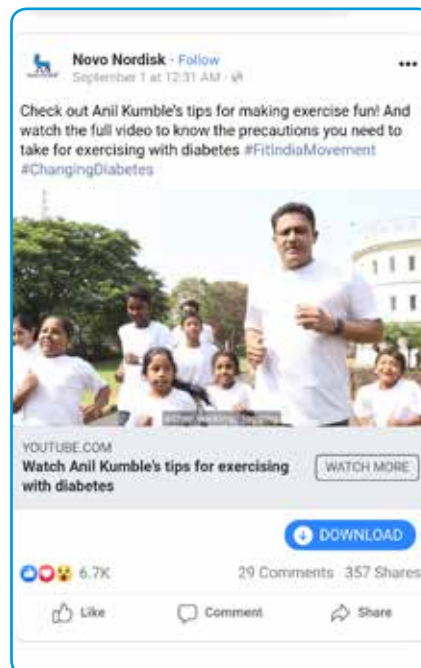 Novo Nordisk · Follow
September 1 at 12:31 AM ·
Check out Anil Kumble's tips for making exercise fun! And
watch the full video to know the precautions you need to
take for exercising with diabetes #FitIndiaMovement
#ChangingDiabetes
either walking, jogging,
YOUTUBE.COM
Watch Anil Kumble's tips for exercising
with diabetes
WATCH MORE
DOWNLOAD
6.7K 29 Comments 357 Shares
Like Comment Share